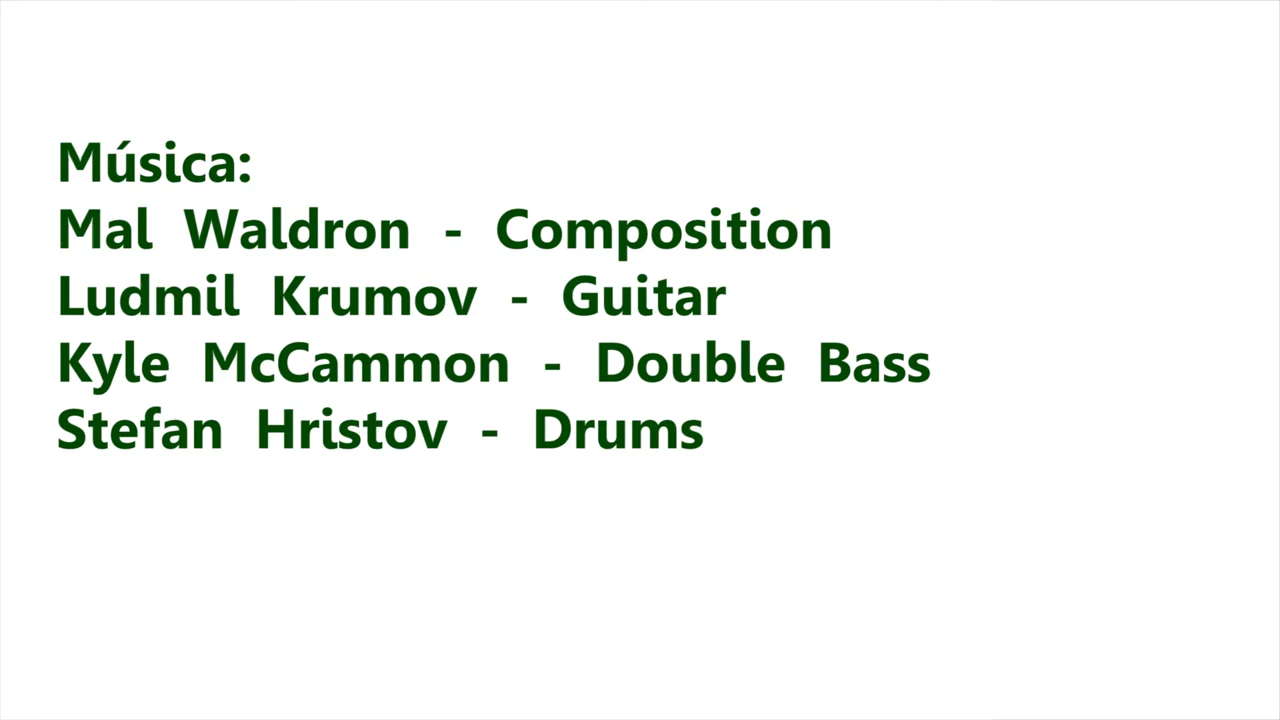 Música:
Mal Waldron - Composition
Ludmil Krumov - Guitar
Kyle McCammon - Double Bass
Stefan Hristov - Drums